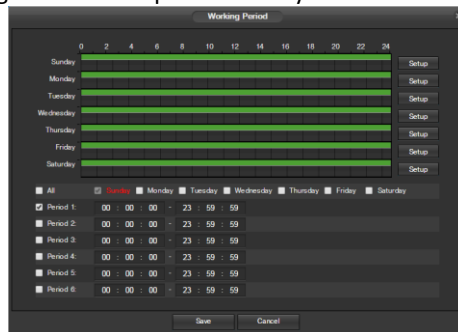 Working Period
0 2 4 6 8 10 12 14 16 18 20 22 24
Sunday Setup
Monday Setup
Tuesday Setup
Wednesday Setup
Thursday Setup
Friday Setup
Saturday Setup
All Sunday Monday Tuesday Wednesday Thursday Friday Saturday
Period 1: 00 : 00 : 00 - 23 : 59 : 59
Period 2: 00 : 00 : 00 - 23 : 59 : 59
Period 3: 00 : 00 : 00 - 23 : 59 : 59
Period 4: 00 : 00 : 00 - 23 : 59 : 59
Period 5: 00 : 00 : 00 - 23 : 59 : 59
Period 6: 00 : 00 : 00 - 23 : 59 : 59
Save Cancel